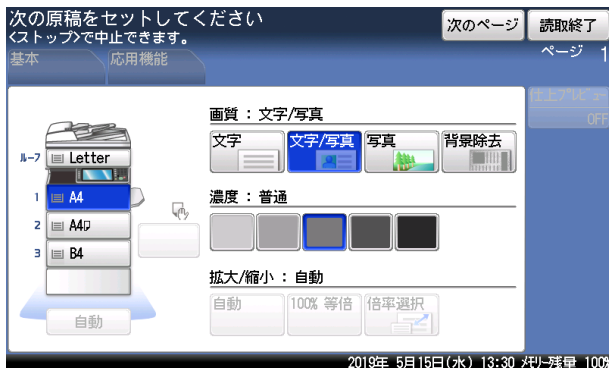 次の原稿をセットしてください
<ストップ>で中止できます。
次のページ
読取終了
基本
応用機能
ページ 1
仕上プレビュー
OFF
画質 : 文字/写真
文字
文字/写真
写真
背景除去
ルーフ
Letter
1 A4
2 A4
3 B4
濃度 : 普通
拡大/縮小 : 自動
自動
100% 等倍
倍率選択
自動
2019年 5月15日(水) 13:30 メモリー残量 100%